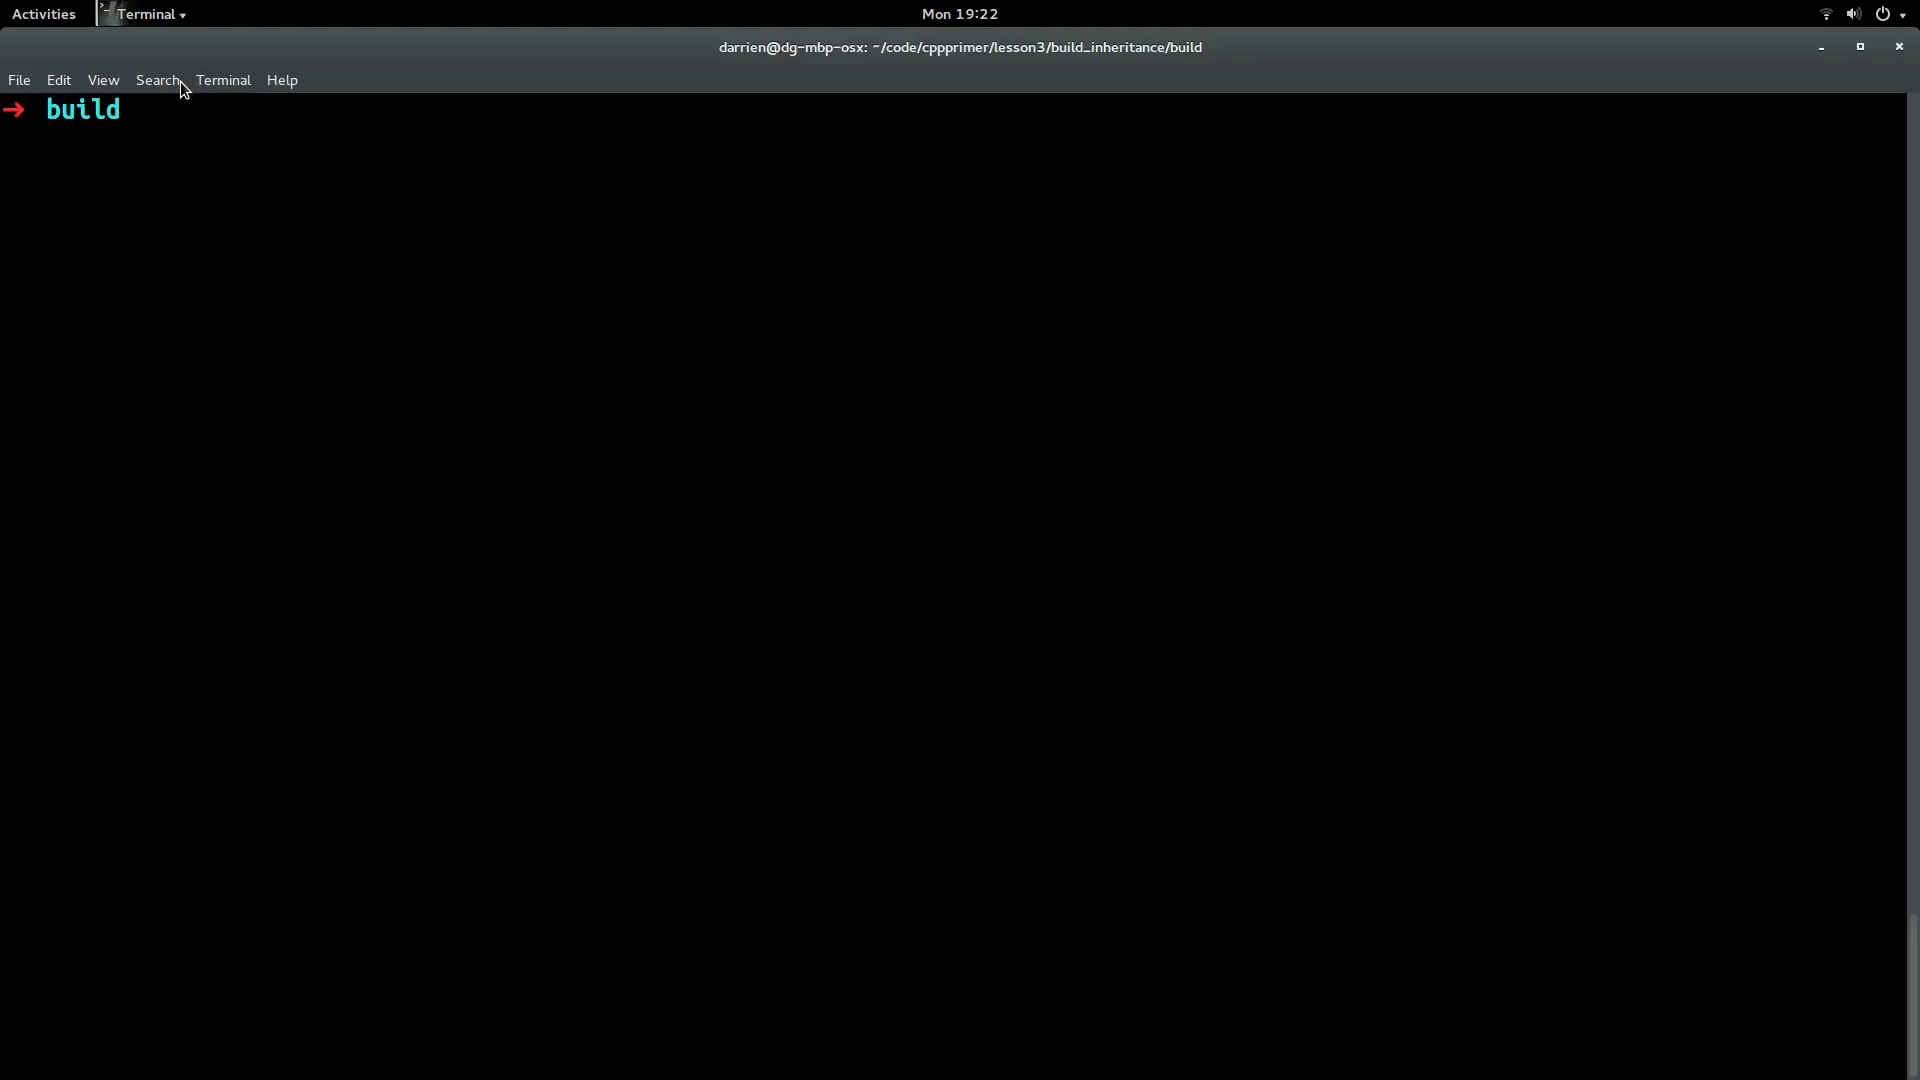 Activities Terminal ▾ Mon 19:22
darrien@dg-mbp-osx: ~/code/cppprimer/lesson3/build_inheritance/build
File Edit View Search Terminal Help
➜ build